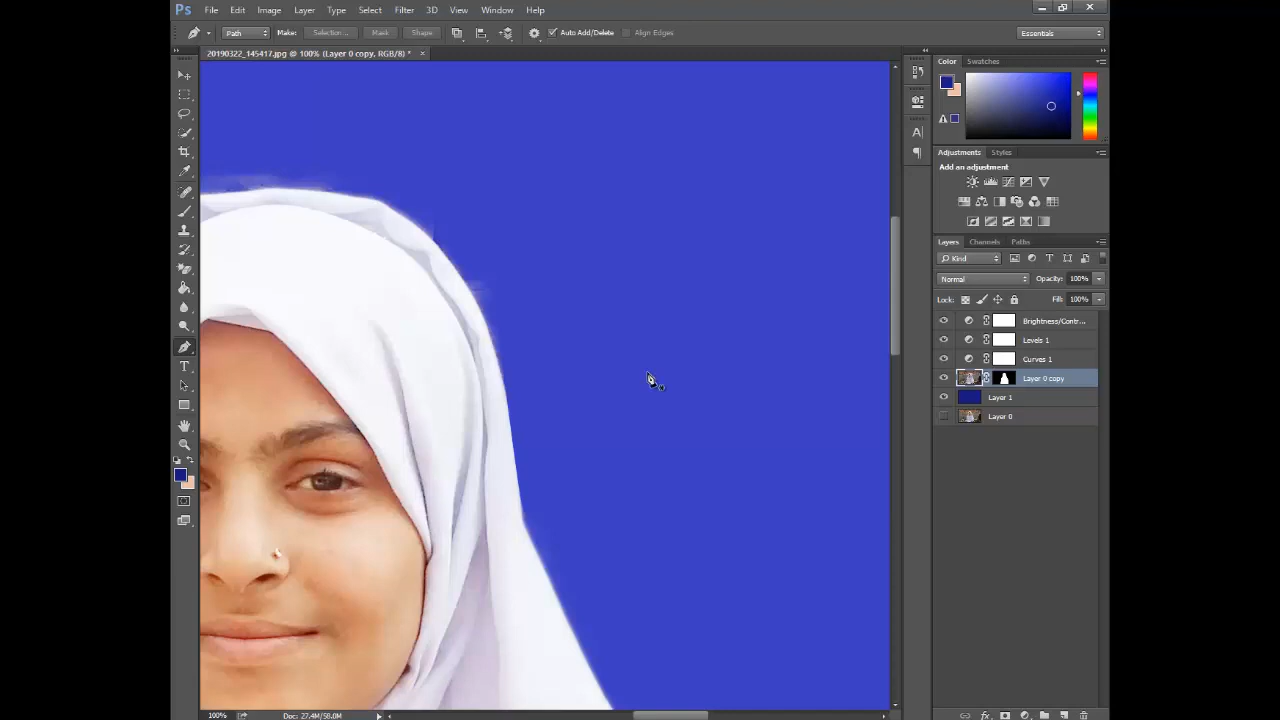 Ps File Edit Image Layer Type Select Filter 3D View Window Help
Path Make: Selection... Mask Shape Auto Add/Delete Align Edges Essentials
20190322_145417.jpg @ 100% (Layer 0 copy, RGB/8) * ×
Color Swatches
Adjustments Styles
Add an adjustment
Layers Channels Paths
Kind
Normal Opacity: 100%
Lock: Fill: 100%
Brightness/Contr...
Levels 1
Curves 1
Layer 0 copy
Layer 1
Layer 0
100% Doc: 27.4M/58.0M